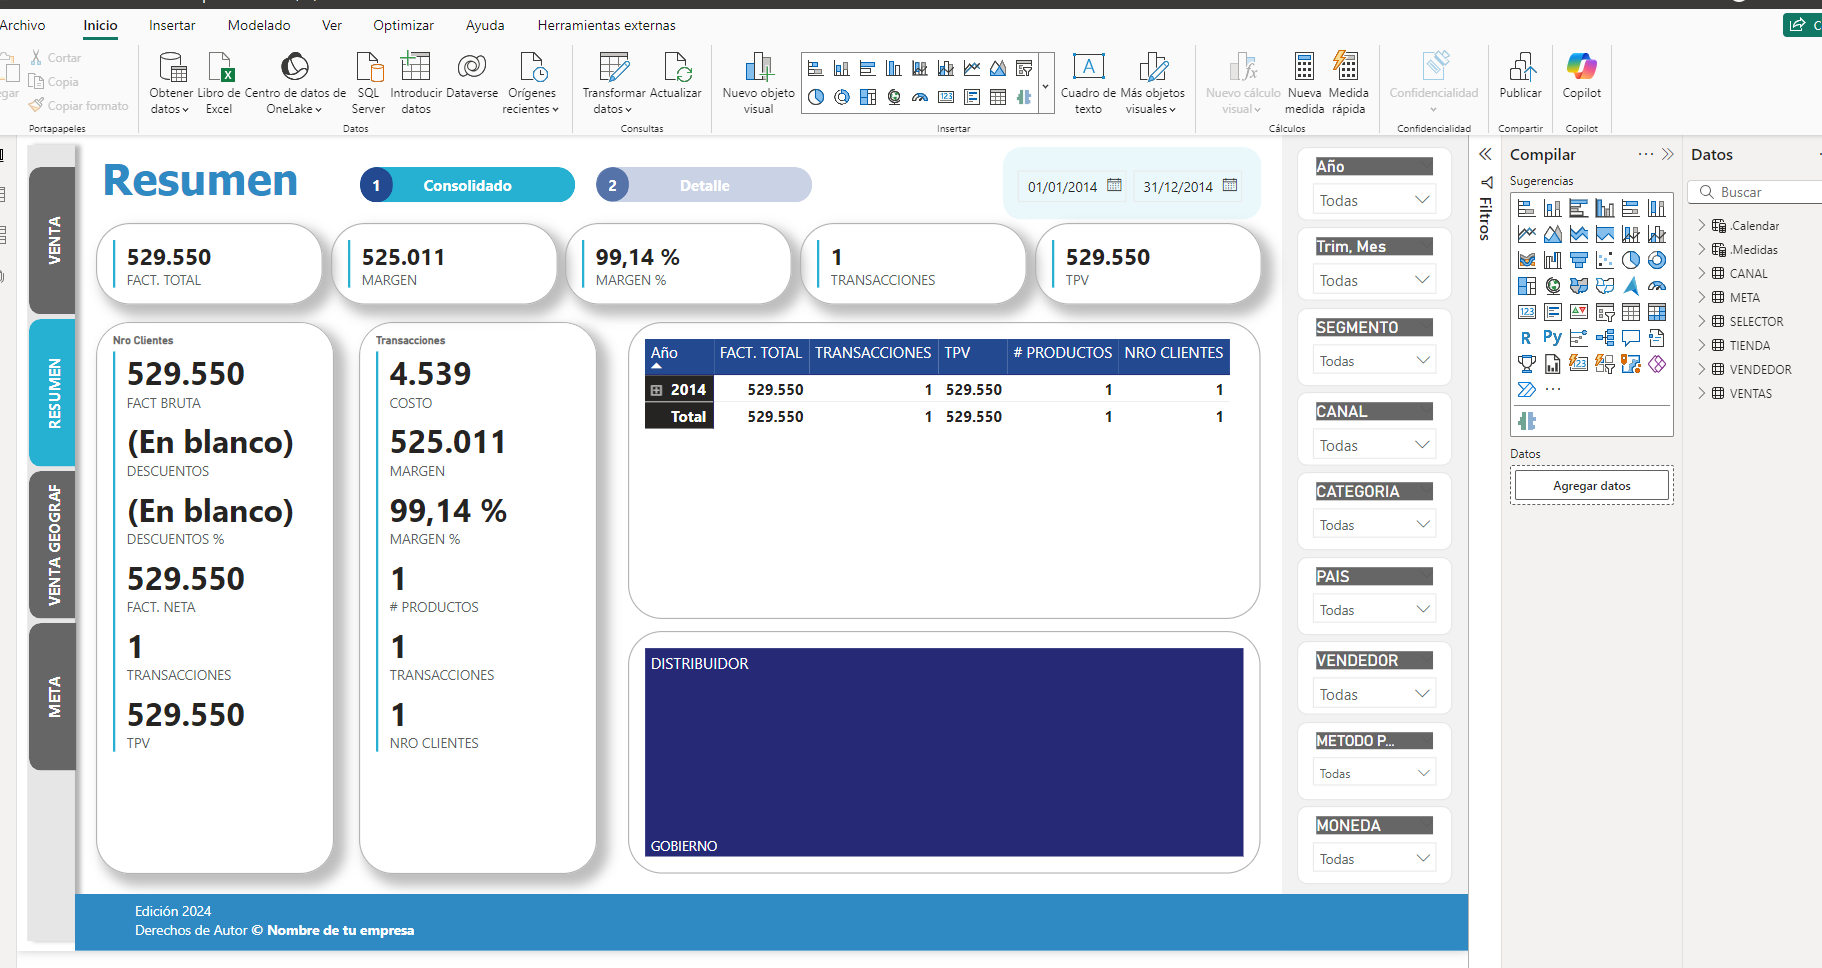 Archivo
Inicio
Insertar
Modelado
Ver
Optimizar
Ayuda
Herramientas externas
Cortar
Copia
Copiar formato
Portapapeles
Obtener datos
Libro de Excel
Centro de datos de OneLake
SQL Server
Introducir datos
Dataverse
Orígenes recientes
Datos
Transformar datos
Actualizar
Consultas
Nuevo objeto visual
Cuadro de texto
Más objetos visuales
Insertar
Nuevo cálculo visual
Nueva medida
Medida rápida
Cálculos
Confidencialidad
Confidencialidad
Publicar
Compartir
Copilot
Copilot
VENTA
RESUMEN
VENTA GEOGRAF
META
Resumen
1 Consolidado
2 Detalle
01/01/2014
31/12/2014
529.550
FACT. TOTAL
525.011
MARGEN
99,14 %
MARGEN %
1
TRANSACCIONES
529.550
TPV
Nro Clientes
529.550
FACT BRUTA
(En blanco)
DESCUENTOS
(En blanco)
DESCUENTOS %
529.550
FACT. NETA
1
TRANSACCIONES
529.550
TPV
Transacciones
4.539
COSTO
525.011
MARGEN
99,14 %
MARGEN %
1
# PRODUCTOS
1
TRANSACCIONES
1
NRO CLIENTES
Año FACT. TOTAL TRANSACCIONES TPV # PRODUCTOS NRO CLIENTES
2014 529.550 1 529.550 1 1
Total 529.550 1 529.550 1 1
DISTRIBUIDOR
GOBIERNO
Año
Todas
Trim, Mes
Todas
SEGMENTO
Todas
CANAL
Todas
CATEGORIA
Todas
PAIS
Todas
VENDEDOR
Todas
METODO P...
Todas
MONEDA
Todas
Edición 2024
Derechos de Autor © Nombre de tu empresa
Filtros
Compilar
Sugerencias
R Py
Datos
Agregar datos
Datos
Buscar
.Calendar
.Medidas
CANAL
META
SELECTOR
TIENDA
VENDEDOR
VENTAS